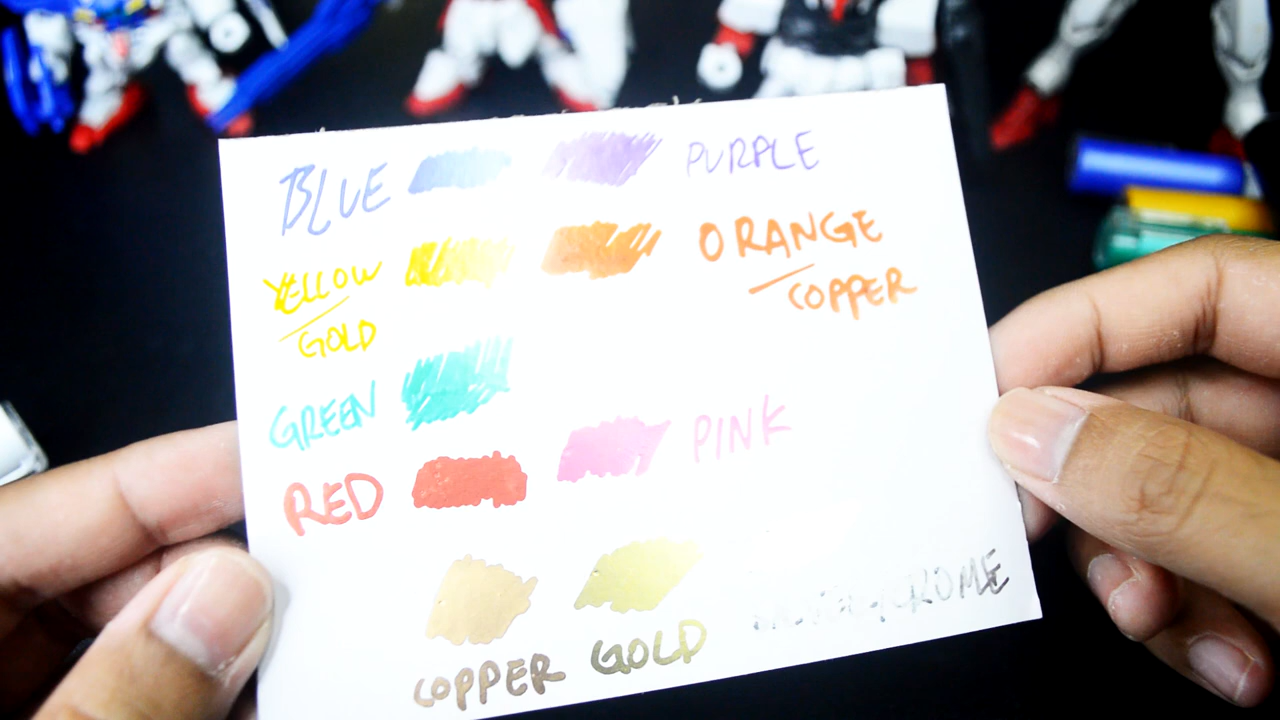 BLUE PURPLE
YELLOW ORANGE
/GOLD /COPPER
GREEN
RED PINK
COPPER GOLD